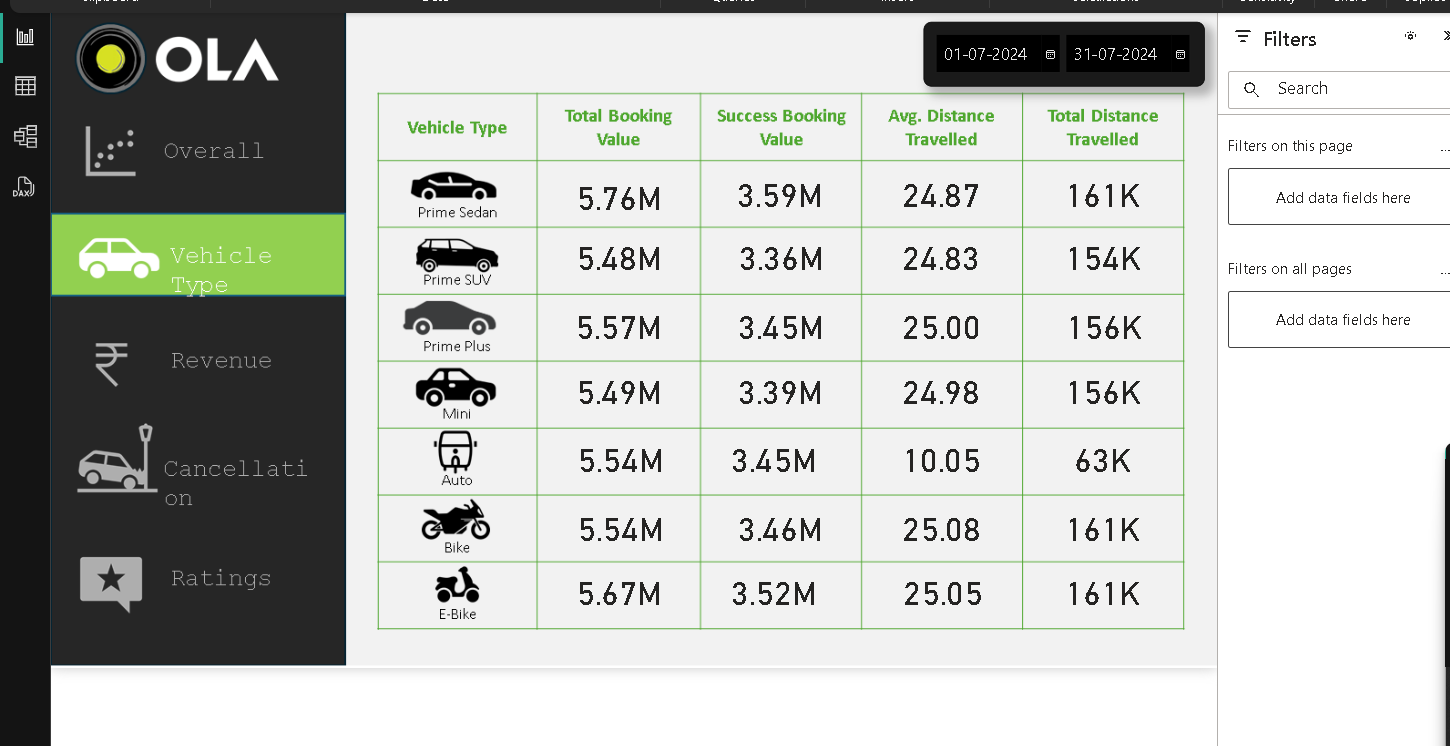 OLA
01-07-2024 31-07-2024
Overall
Vehicle
Type
Revenue
Cancellati
on
Ratings
Vehicle Type
Total Booking
Value
Success Booking
Value
Avg. Distance
Travelled
Total Distance
Travelled
Prime Sedan 5.76M 3.59M 24.87 161K
Prime SUV 5.48M 3.36M 24.83 154K
Prime Plus 5.57M 3.45M 25.00 156K
Mini 5.49M 3.39M 24.98 156K
Auto 5.54M 3.45M 10.05 63K
Bike 5.54M 3.46M 25.08 161K
E-Bike 5.67M 3.52M 25.05 161K
DAX
Filters
Search
Filters on this page ...
Add data fields here
Filters on all pages ...
Add data fields here